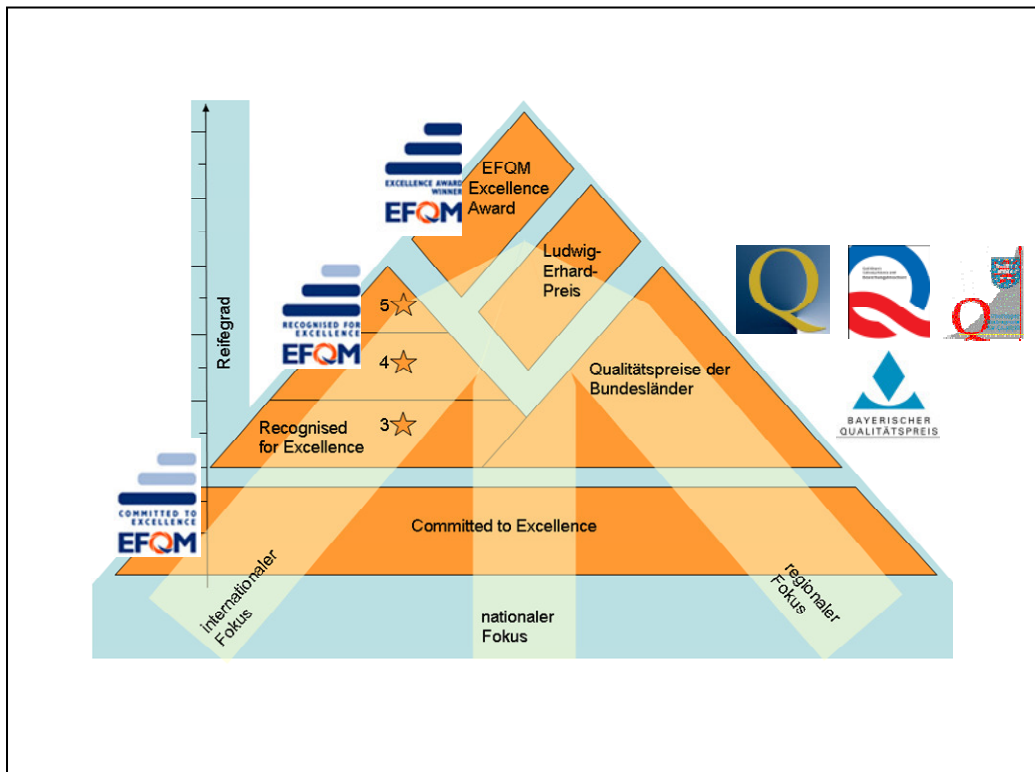 EXCELLENCE AWARD
WINNER
EFQM
EFQM
Excellence
Award
Ludwig-
Erhard-
Preis
Reifegrad
RECOGNISED FOR
EXCELLENCE
EFQM
5
4
3
Recognised
for Excellence
Qualitätspreise der
Bundesländer
Q
Q
BAYERISCHER
QUALITÄTSPREIS
COMMITTED TO
EXCELLENCE
EFQM
Committed to Excellence
internationaler
Fokus
nationaler
Fokus
regionaler
Fokus